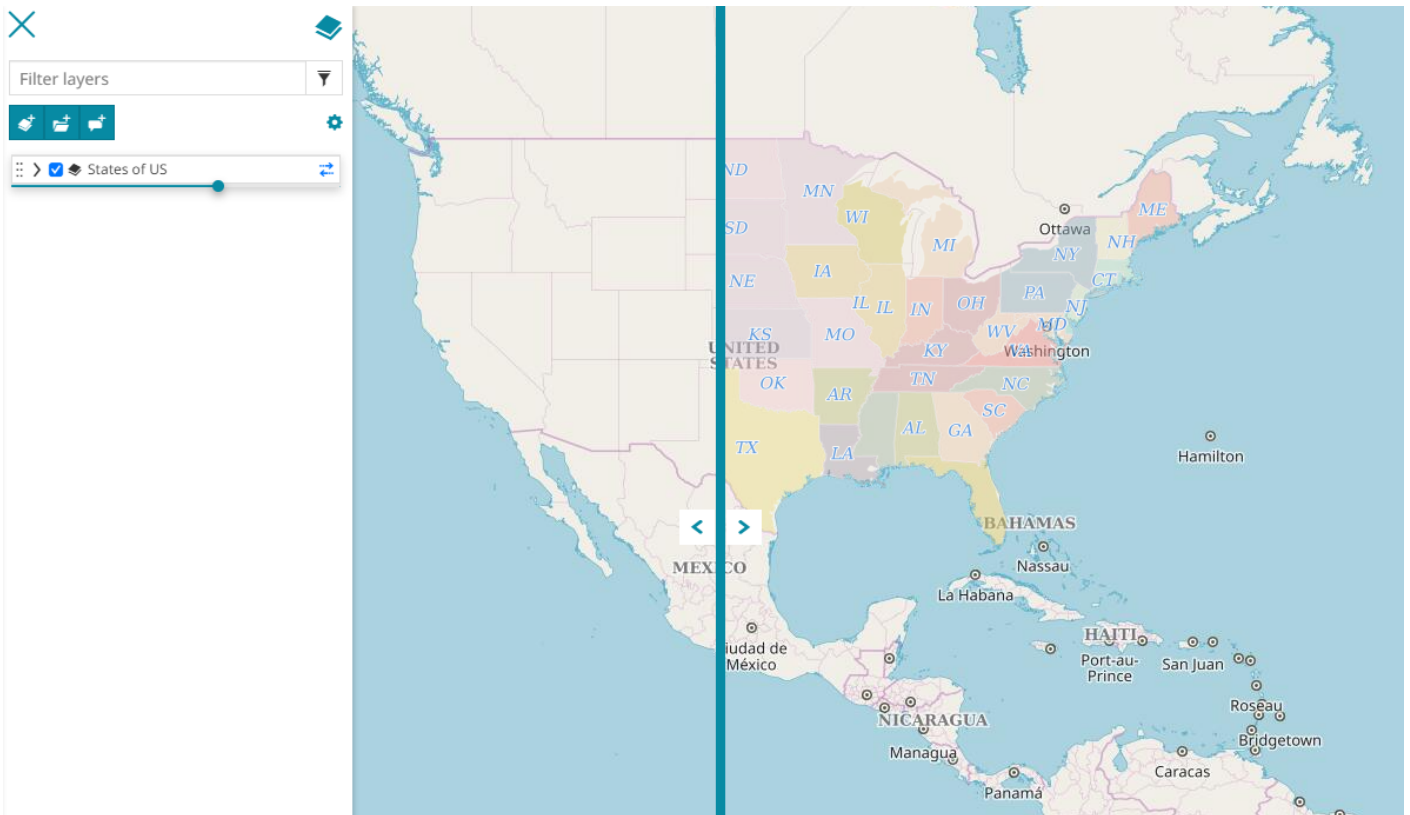 Filter layers
States of US
ND
MN
SD
WI
MI
ME
Ottawa
NH
NY
NE
IA
CT
IL
IL
IN
OH
PA
NJ
KS
MO
WV
MD
UNITED
STATES
KY
VA
Washington
OK
AR
TN
NC
SC
TX
LA
AL
GA
Hamilton
BAHAMAS
Nassau
MEXICO
La Habana
iudad de
México
HAITI
Port-au-
Prince
San Juan
Roseau
NICARAGUA
Managua
Bridgetown
Caracas
Panamá